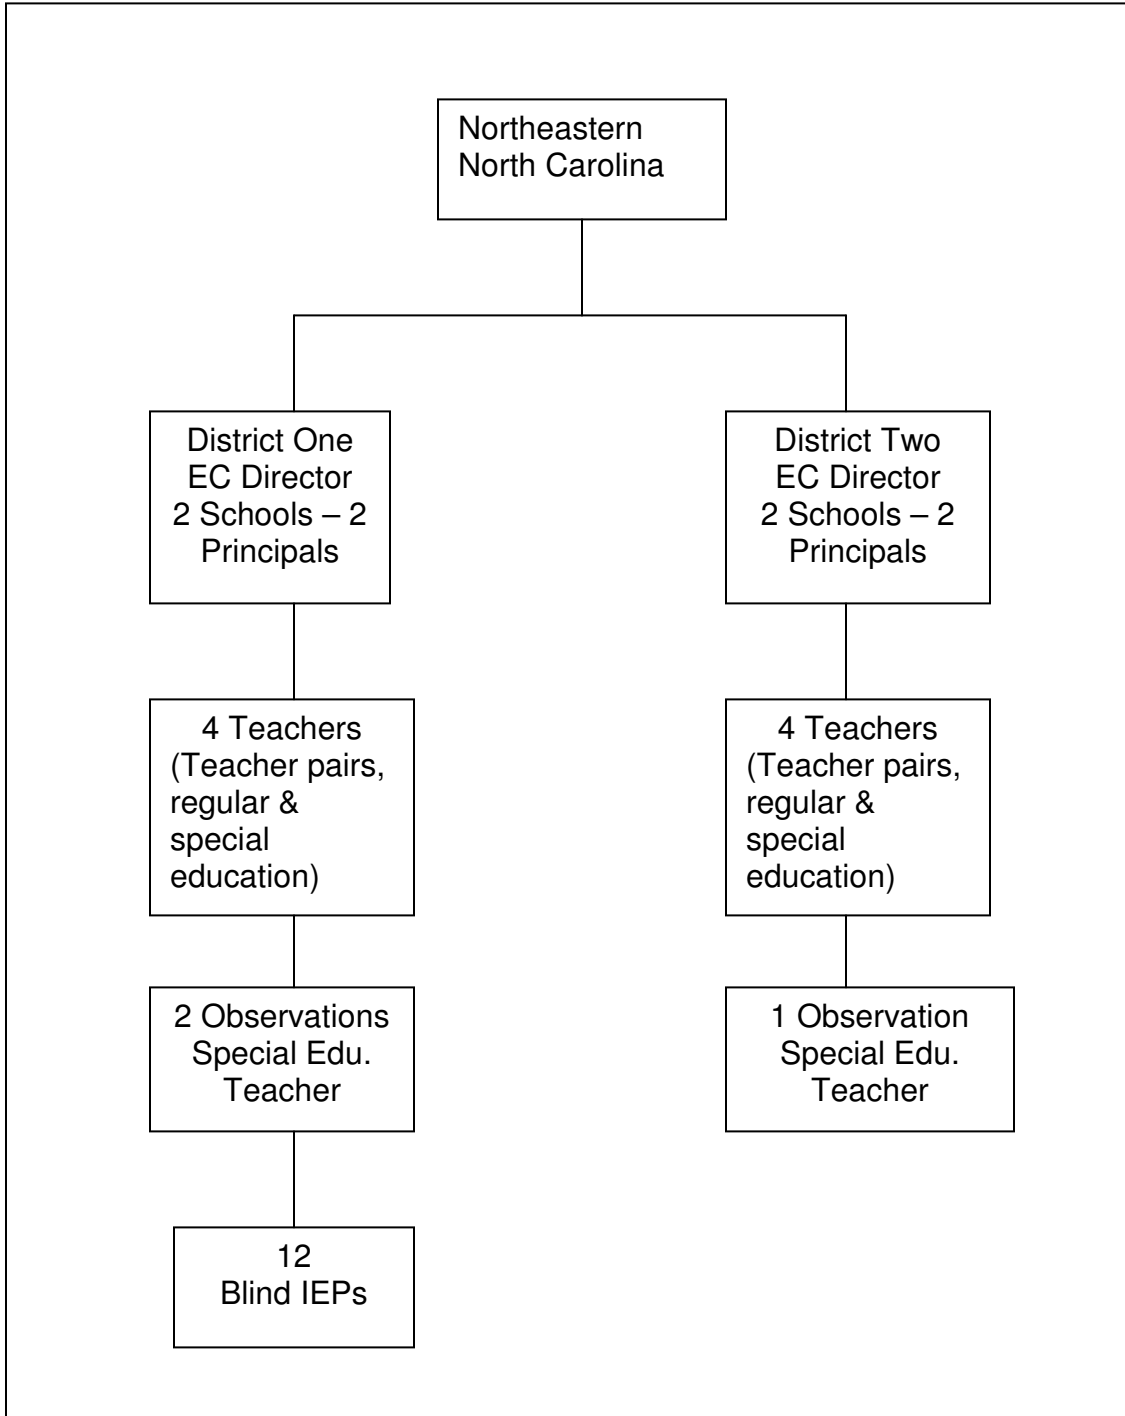 Northeastern
North Carolina
District One
EC Director
2 Schools – 2
Principals
District Two
EC Director
2 Schools – 2
Principals
4 Teachers
(Teacher pairs,
regular &
special
education)
4 Teachers
(Teacher pairs,
regular &
special
education)
2 Observations
Special Edu.
Teacher
1 Observation
Special Edu.
Teacher
12
Blind IEPs